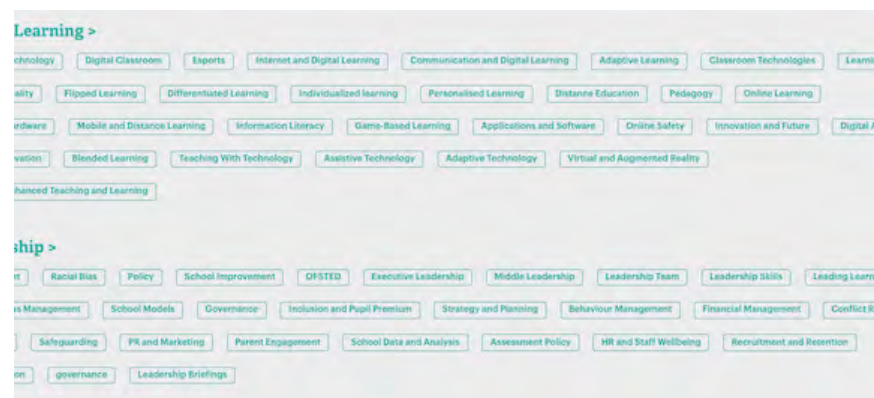 Learning >
Digital Classroom Esports Internet and Digital Learning Communication and Digital Learning Adaptive Learning Classroom Technologies
Flipped Learning Differentiated Learning Individualized learning Personalised Learning Distanne Education Pedagogy Online Learning
Mobile and Distance Learning Information Literacy Game-Based Learning Applications and Software Online Safety Innovation and Future Digital A
vation Blended Learning Teaching With Technology Assistive Technology Adaptive Technology Virtual and Augmented Reality
hanced Teaching and Learning
ship >
Racial Bias Policy School Improvement OFSTED Executive Leadership Middle Leadership Leadership Team Leadership Skills Leading Learn
ss Management School Models Governance Inclusion and Pupil Premium Strategy and Planning Behaviour Management Financial Management Conflict R
Safeguarding PR and Marketing Parent Engagement School Data and Analysis Assessment Policy HR and Staff Wellbeing Recruitment and Retention
on governance Leadership Briefings